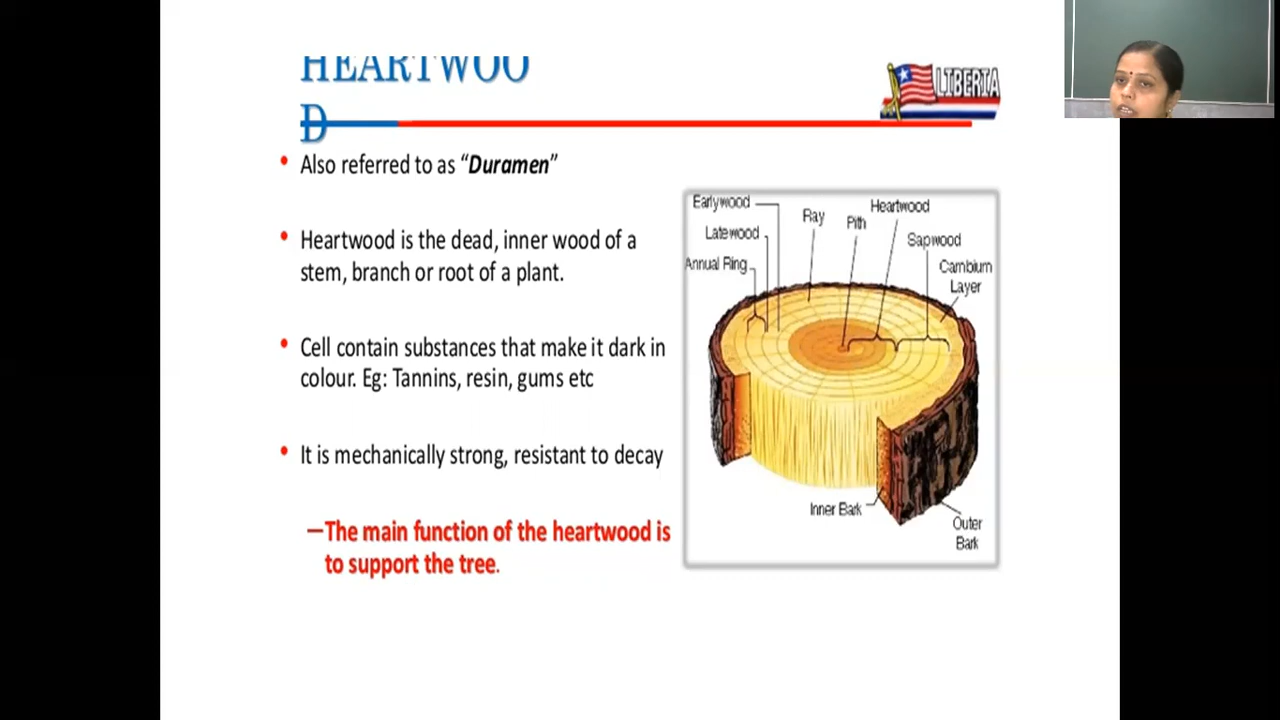 HEARTWOO
D
LIBERIA
• Also referred to as “Duramen”
• Heartwood is the dead, inner wood of a
stem, branch or root of a plant.
• Cell contain substances that make it dark in
colour. Eg: Tannins, resin, gums etc
• It is mechanically strong, resistant to decay
—The main function of the heartwood is
to support the tree.
Earlywood
Latewood
Annual Ring
Ray
Pith
Heartwood
Sapwood
Cambium
Layer
Inner Bark
Outer
Bark